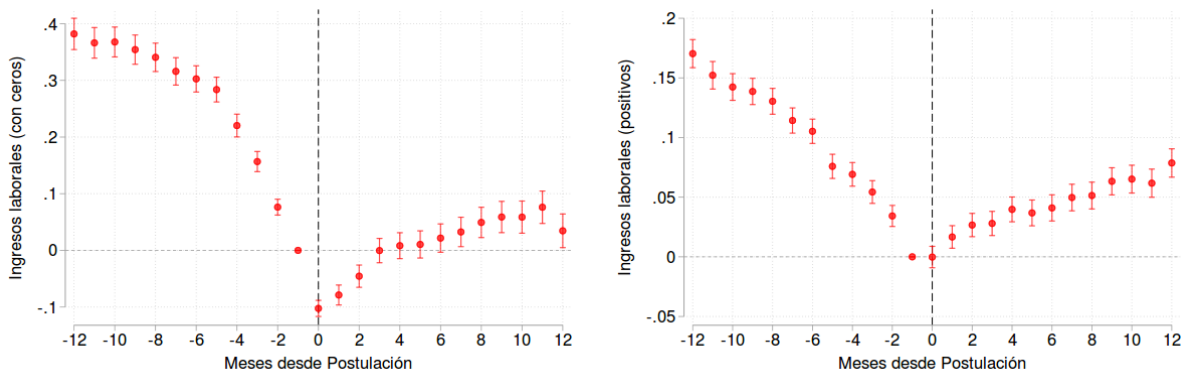 Ingresos laborales (con ceros)
.4
.3
.2
.1
0
-.1
-12 -10 -8 -6 -4 -2 0 2 4 6 8 10 12
Meses desde Postulación
Ingresos laborales (positivos)
.2
.15
.1
.05
0
-.05
-12 -10 -8 -6 -4 -2 0 2 4 6 8 10 12
Meses desde Postulación